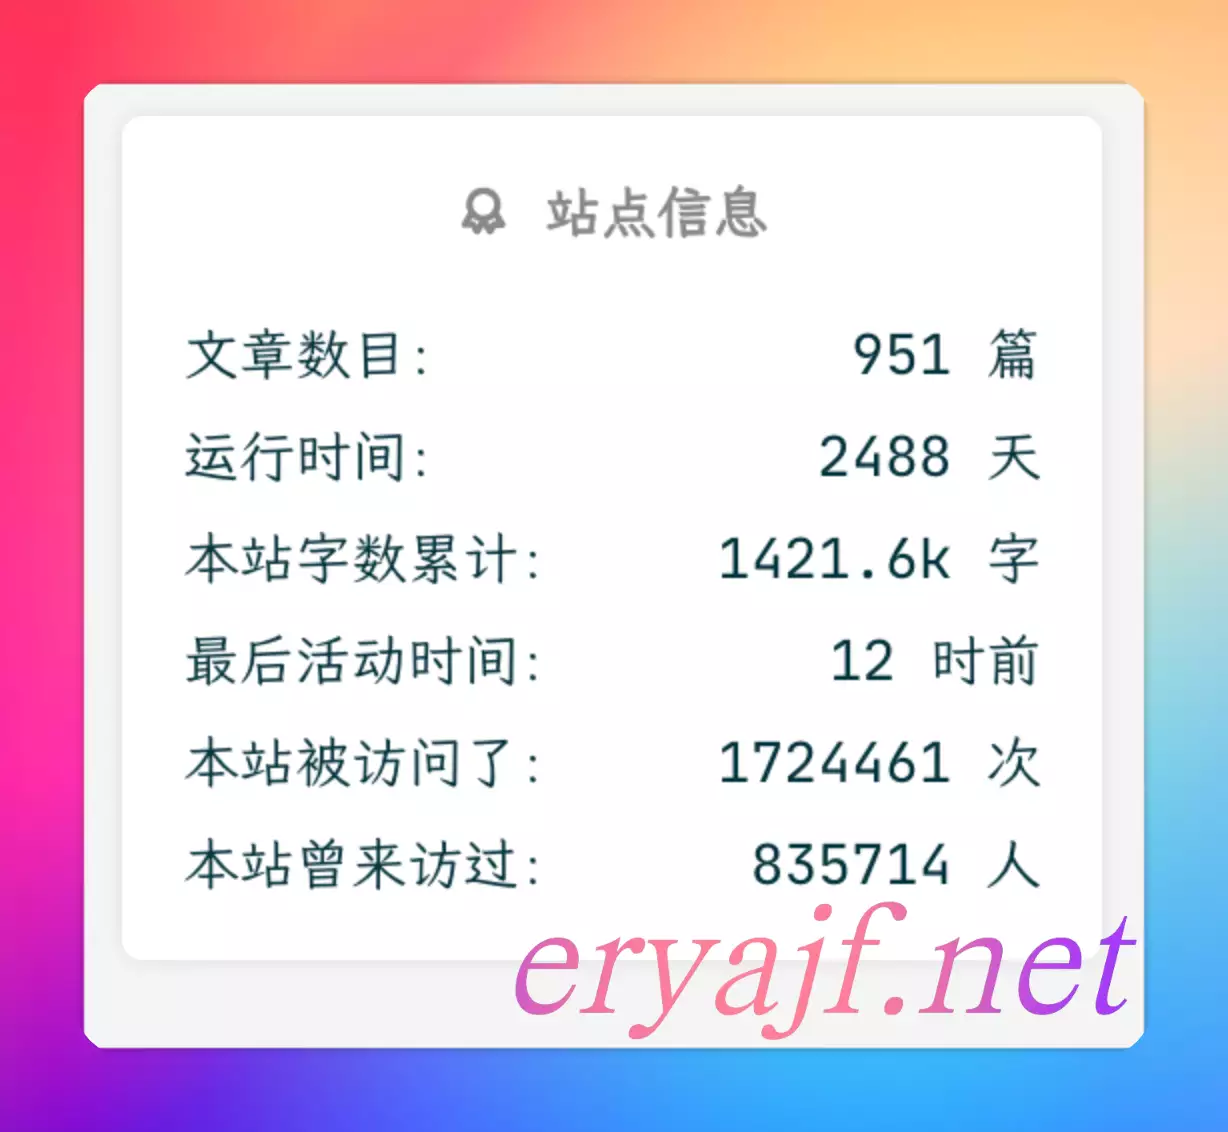 站点信息
文章数目: 951 篇
运行时间: 2488 天
本站字数累计: 1421.6k 字
最后活动时间: 12 时前
本站被访问了: 1724461 次
本站曾来访过: 835714 人
eryajf.net